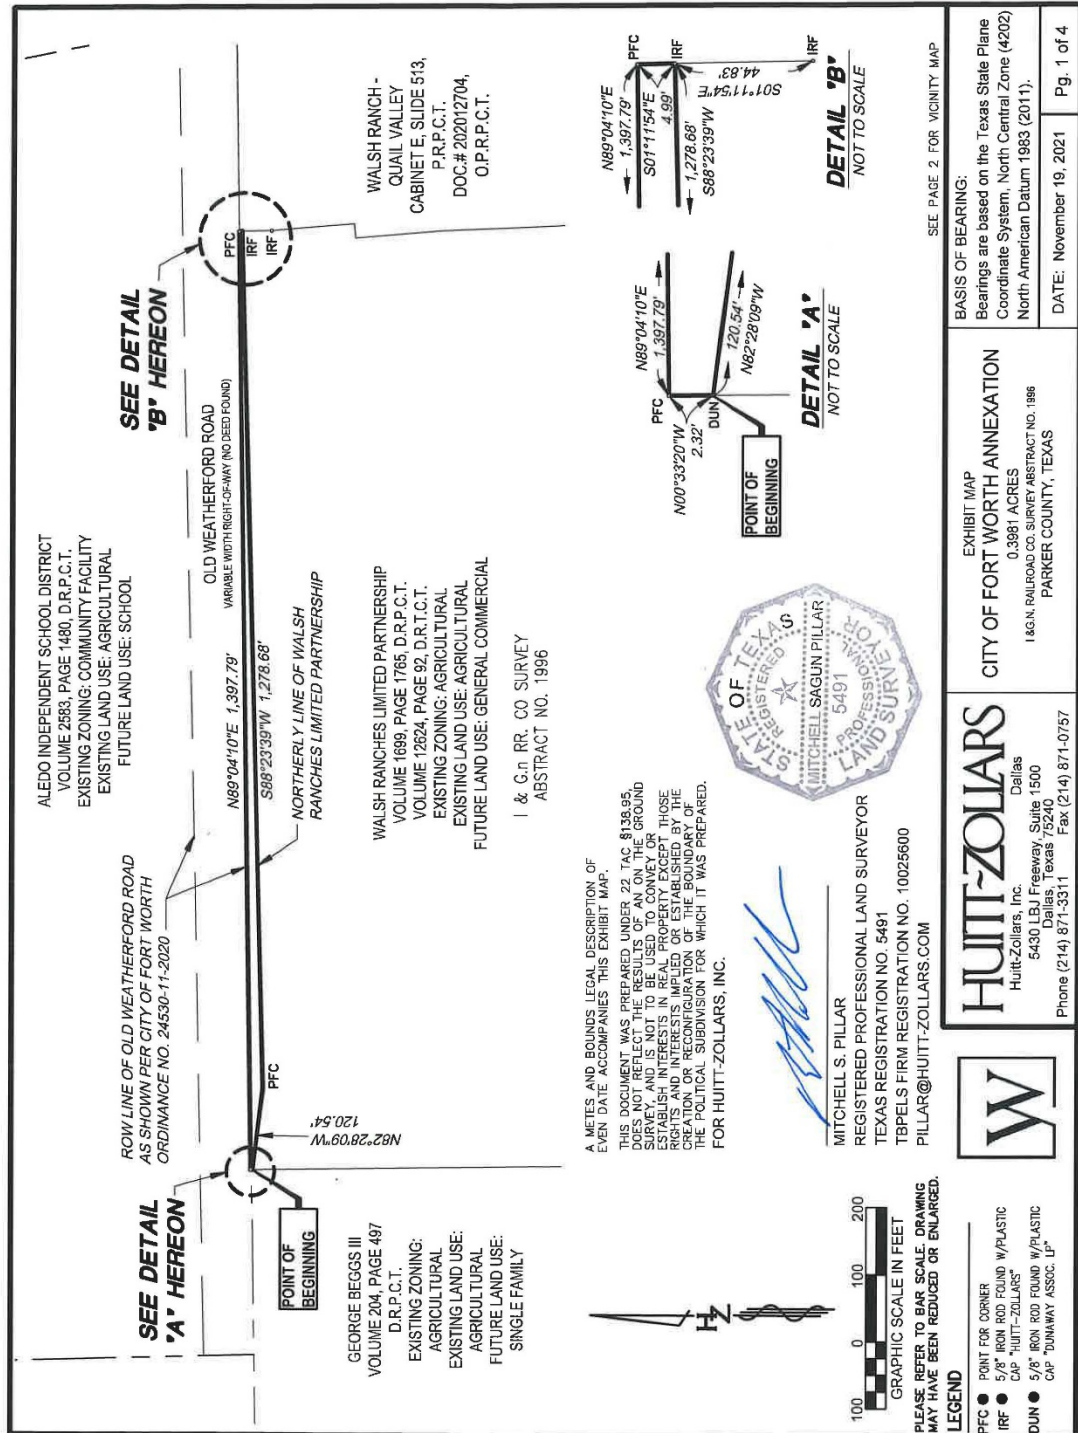 ALEDO INDEPENDENT SCHOOL DISTRICT
VOLUME 2583, PAGE 1480, D.R.P.C.T.
EXISTING ZONING: COMMUNITY FACILITY
EXISTING LAND USE: AGRICULTURAL
FUTURE LAND USE: SCHOOL
ROW LINE OF OLD WEATHERFORD ROAD
AS SHOWN PER CITY OF FORT WORTH
ORDINANCE NO. 24530-11-2020
SEE DETAIL
"A" HEREON
SEE DETAIL
"B" HEREON
OLD WEATHERFORD ROAD
VARIABLE WIDTH RIGHT-OF-WAY (NO DEED FOUND)
N89°04'10"E 1,397.79'
S88°23'39"W 1,278.68'
PFC
IRF
IRF
PFC
N82°28'09"W
120.54'
POINT OF
BEGINNING
NORTHERLY LINE OF WALSH
RANCHES LIMITED PARTNERSHIP
GEORGE BEGGS III
VOLUME 204, PAGE 497
D.R.P.C.T.
EXISTING ZONING:
AGRICULTURAL
EXISTING LAND USE:
AGRICULTURAL
FUTURE LAND USE:
SINGLE FAMILY
WALSH RANCHES LIMITED PARTNERSHIP
VOLUME 1699, PAGE 1765, D.R.P.C.T.
VOLUME 12624, PAGE 92, D.R.T.C.T.
EXISTING ZONING: AGRICULTURAL
EXISTING LAND USE: AGRICULTURAL
FUTURE LAND USE: GENERAL COMMERCIAL
I & G.n RR. CO SURVEY
ABSTRACT NO. 1996
WALSH RANCH -
QUAIL VALLEY
CABINET E, SLIDE 513,
P.R.P.C.T.
DOC.# 202012704,
O.P.R.P.C.T.
A METES AND BOUNDS LEGAL DESCRIPTION OF
EVEN DATE ACCOMPANIES THIS EXHIBIT MAP.
THIS DOCUMENT WAS PREPARED UNDER 22 TAC §138.95,
DOES NOT REFLECT THE RESULTS OF AN ON THE GROUND
SURVEY, AND IS NOT TO BE USED TO CONVEY OR
ESTABLISH INTERESTS IN REAL PROPERTY EXCEPT THOSE
RIGHTS AND INTERESTS IMPLIED OR ESTABLISHED BY THE
CREATION OR RECONFIGURATION OF THE BOUNDARY OF
THE POLITICAL SUBDIVISION FOR WHICH IT WAS PREPARED.
FOR HUITT-ZOLLARS, INC.
MITCHELL S. PILLAR
REGISTERED PROFESSIONAL LAND SURVEYOR
TEXAS REGISTRATION NO. 5491
TBPELS FIRM REGISTRATION NO. 10025600
PILLAR@HUITT-ZOLLARS.COM
STATE OF TEXAS
REGISTERED
MITCHELL SAGUN PILLAR
5491
PROFESSIONAL
LAND SURVEYOR
N89°04'10"E
1,397.79'
PFC
N00°33'20"W
2.32'
DUN
120.54'
N82°28'09"W
POINT OF
BEGINNING
DETAIL "A"
NOT TO SCALE
N89°04'10"E
1,397.79'
PFC
S01°11'54"E
4.99'
IRF
1,278.68'
S88°23'39"W
S01°11'54"E
44.83'
IRF
DETAIL "B"
NOT TO SCALE
SEE PAGE 2 FOR VICINITY MAP
HZ
100 0 100 200
GRAPHIC SCALE IN FEET
PLEASE REFER TO BAR SCALE. DRAWING
MAY HAVE BEEN REDUCED OR ENLARGED.
LEGEND
PFC ● POINT FOR CORNER
IRF ● 5/8" IRON ROD FOUND W/PLASTIC
CAP "HUITT-ZOLLARS"
DUN ● 5/8" IRON ROD FOUND W/PLASTIC
CAP "DUNAWAY ASSOC. LP"
W
HUITT-ZOLLARS
Huitt-Zollars, Inc. Dallas
5430 LBJ Freeway, Suite 1500
Dallas, Texas 75240
Phone (214) 871-3311 Fax (214) 871-0757
EXHIBIT MAP
CITY OF FORT WORTH ANNEXATION
0.3981 ACRES
I &G.N. RAILROAD CO. SURVEY ABSTRACT NO. 1996
PARKER COUNTY, TEXAS
BASIS OF BEARING:
Bearings are based on the Texas State Plane
Coordinate System, North Central Zone (4202)
North American Datum 1983 (2011).
DATE: November 19, 2021
Pg. 1 of 4